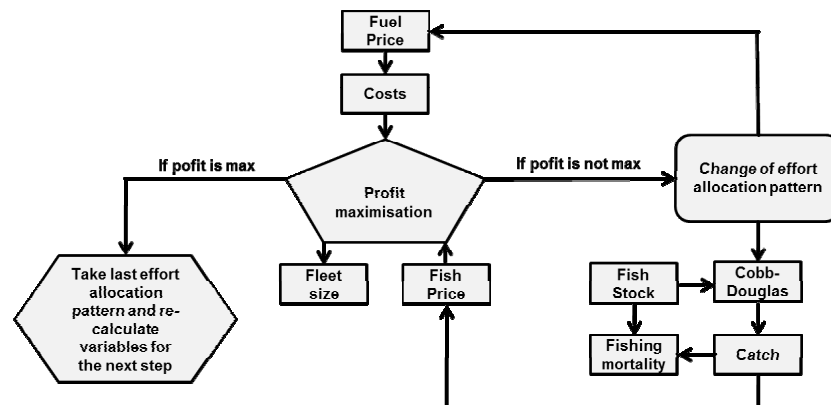 Fuel
Price
Costs
If pofit is max
If pofit is not max
Change of effort
allocation pattern
Profit
maximisation
Take last effort
allocation
pattern and re-
calculate
variables for
the next step
Fleet
size
Fish
Price
Fish
Stock
Cobb-
Douglas
Fishing
mortality
Catch